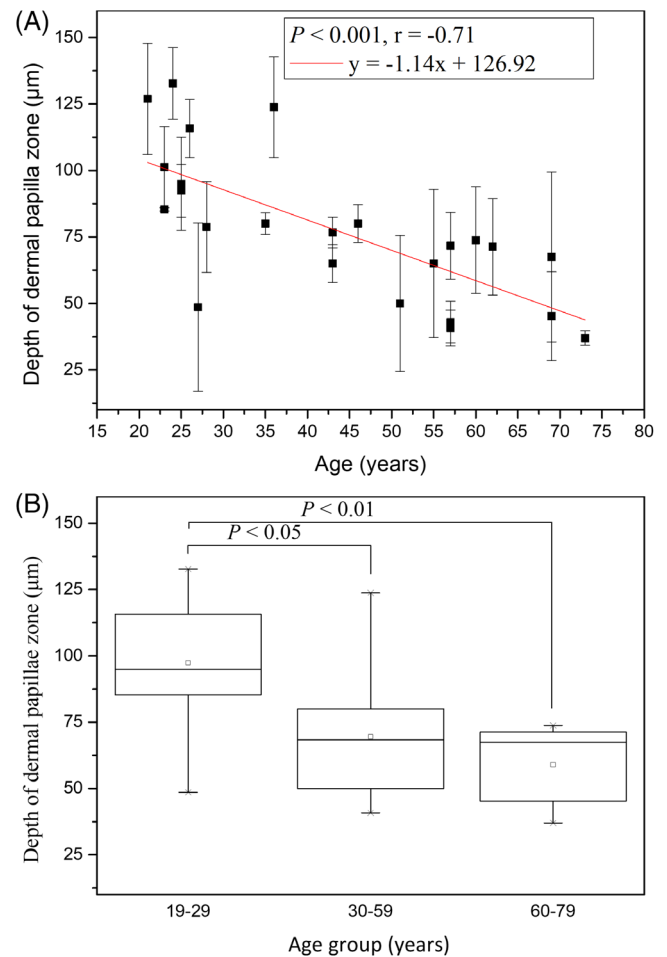 (A)
P < 0.001, r = -0.71
y = -1.14x + 126.92
150
125
100
75
50
25
Depth of dermal papilla zone (μm)
15 20 25 30 35 40 45 50 55 60 65 70 75 80
Age (years)
(B)
P < 0.01
P < 0.05
150
125
100
75
50
25
Depth of dermal papillae zone (μm)
19-29 30-59 60-79
Age group (years)